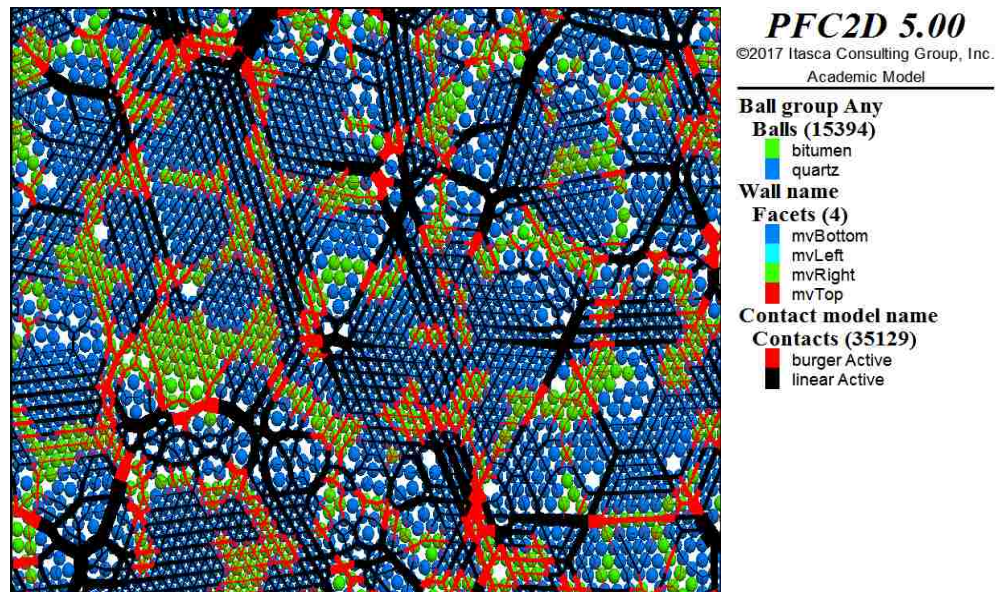 PFC2D 5.00
©2017 Itasca Consulting Group, Inc.
Academic Model
Ball group Any
Balls (15394)
bitumen
quartz
Wall name
Facets (4)
mvBottom
mvLeft
mvRight
mvTop
Contact model name
Contacts (35129)
burger Active
linear Active